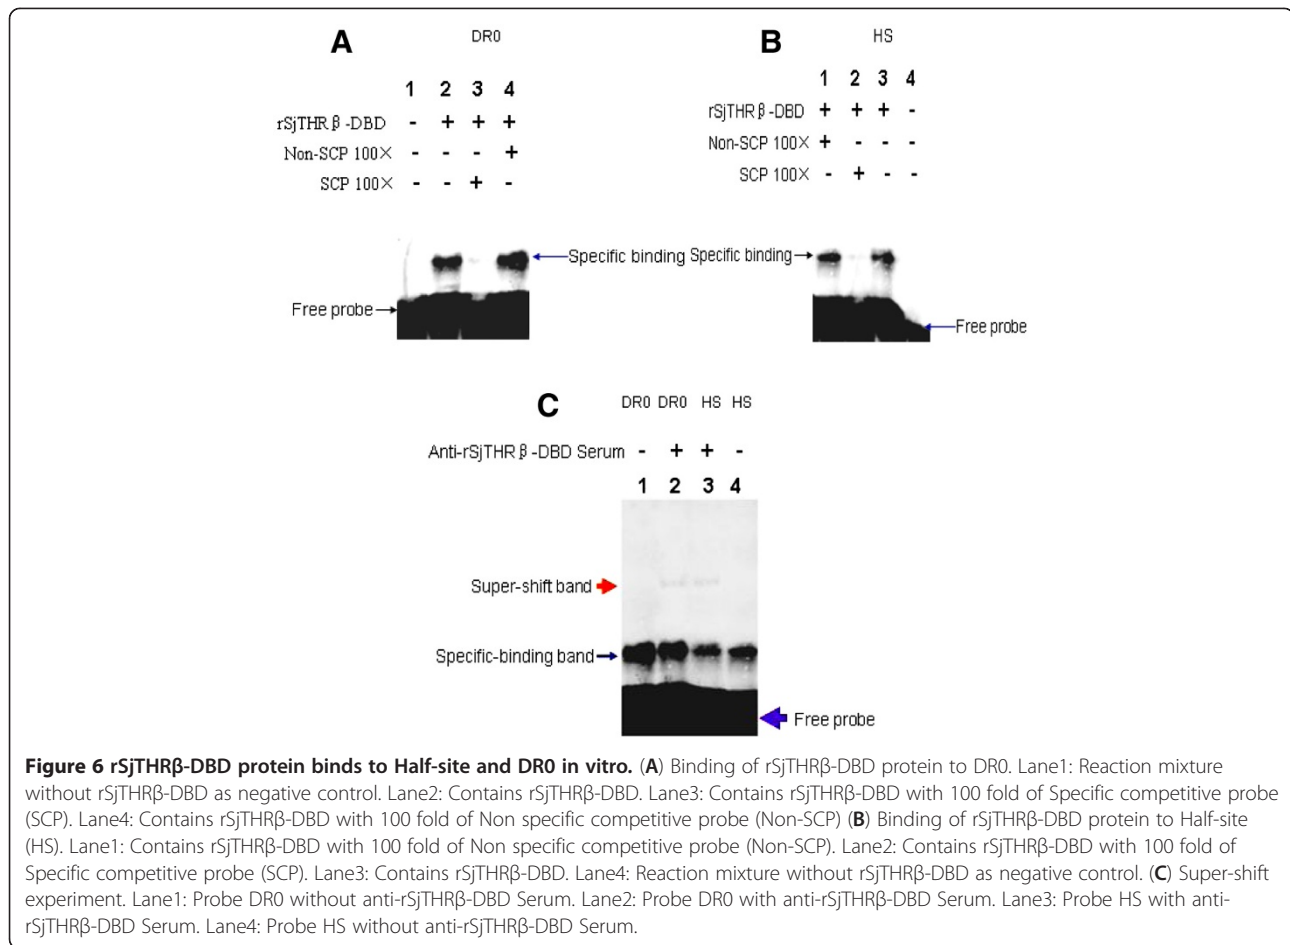 A
DR0
1 2 3 4
rSjTHRβ-DBD - + + +
Non-SCP 100× - - - +
SCP 100× - - + -
Specific binding
Free probe
B
HS
1 2 3 4
rSjTHRβ-DBD + + + -
Non-SCP 100× + - - -
SCP 100× - + - -
Specific binding
Free probe
C
DR0 DR0 HS HS
Anti-rSjTHRβ-DBD Serum - + + -
1 2 3 4
Super-shift band
Specific-binding band
Free probe
Figure 6 rSjTHRβ-DBD protein binds to Half-site and DR0 in vitro. (A) Binding of rSjTHRβ-DBD protein to DR0. Lane1: Reaction mixture
without rSjTHRβ-DBD as negative control. Lane2: Contains rSjTHRβ-DBD. Lane3: Contains rSjTHRβ-DBD with 100 fold of Specific competitive probe
(SCP). Lane4: Contains rSjTHRβ-DBD with 100 fold of Non specific competitive probe (Non-SCP) (B) Binding of rSjTHRβ-DBD protein to Half-site
(HS). Lane1: Contains rSjTHRβ-DBD with 100 fold of Non specific competitive probe (Non-SCP). Lane2: Contains rSjTHRβ-DBD with 100 fold of
Specific competitive probe (SCP). Lane3: Contains rSjTHRβ-DBD. Lane4: Reaction mixture without rSjTHRβ-DBD as negative control. (C) Super-shift
experiment. Lane1: Probe DR0 without anti-rSjTHRβ-DBD Serum. Lane2: Probe DR0 with anti-rSjTHRβ-DBD Serum. Lane3: Probe HS with anti-
rSjTHRβ-DBD Serum. Lane4: Probe HS without anti-rSjTHRβ-DBD Serum.